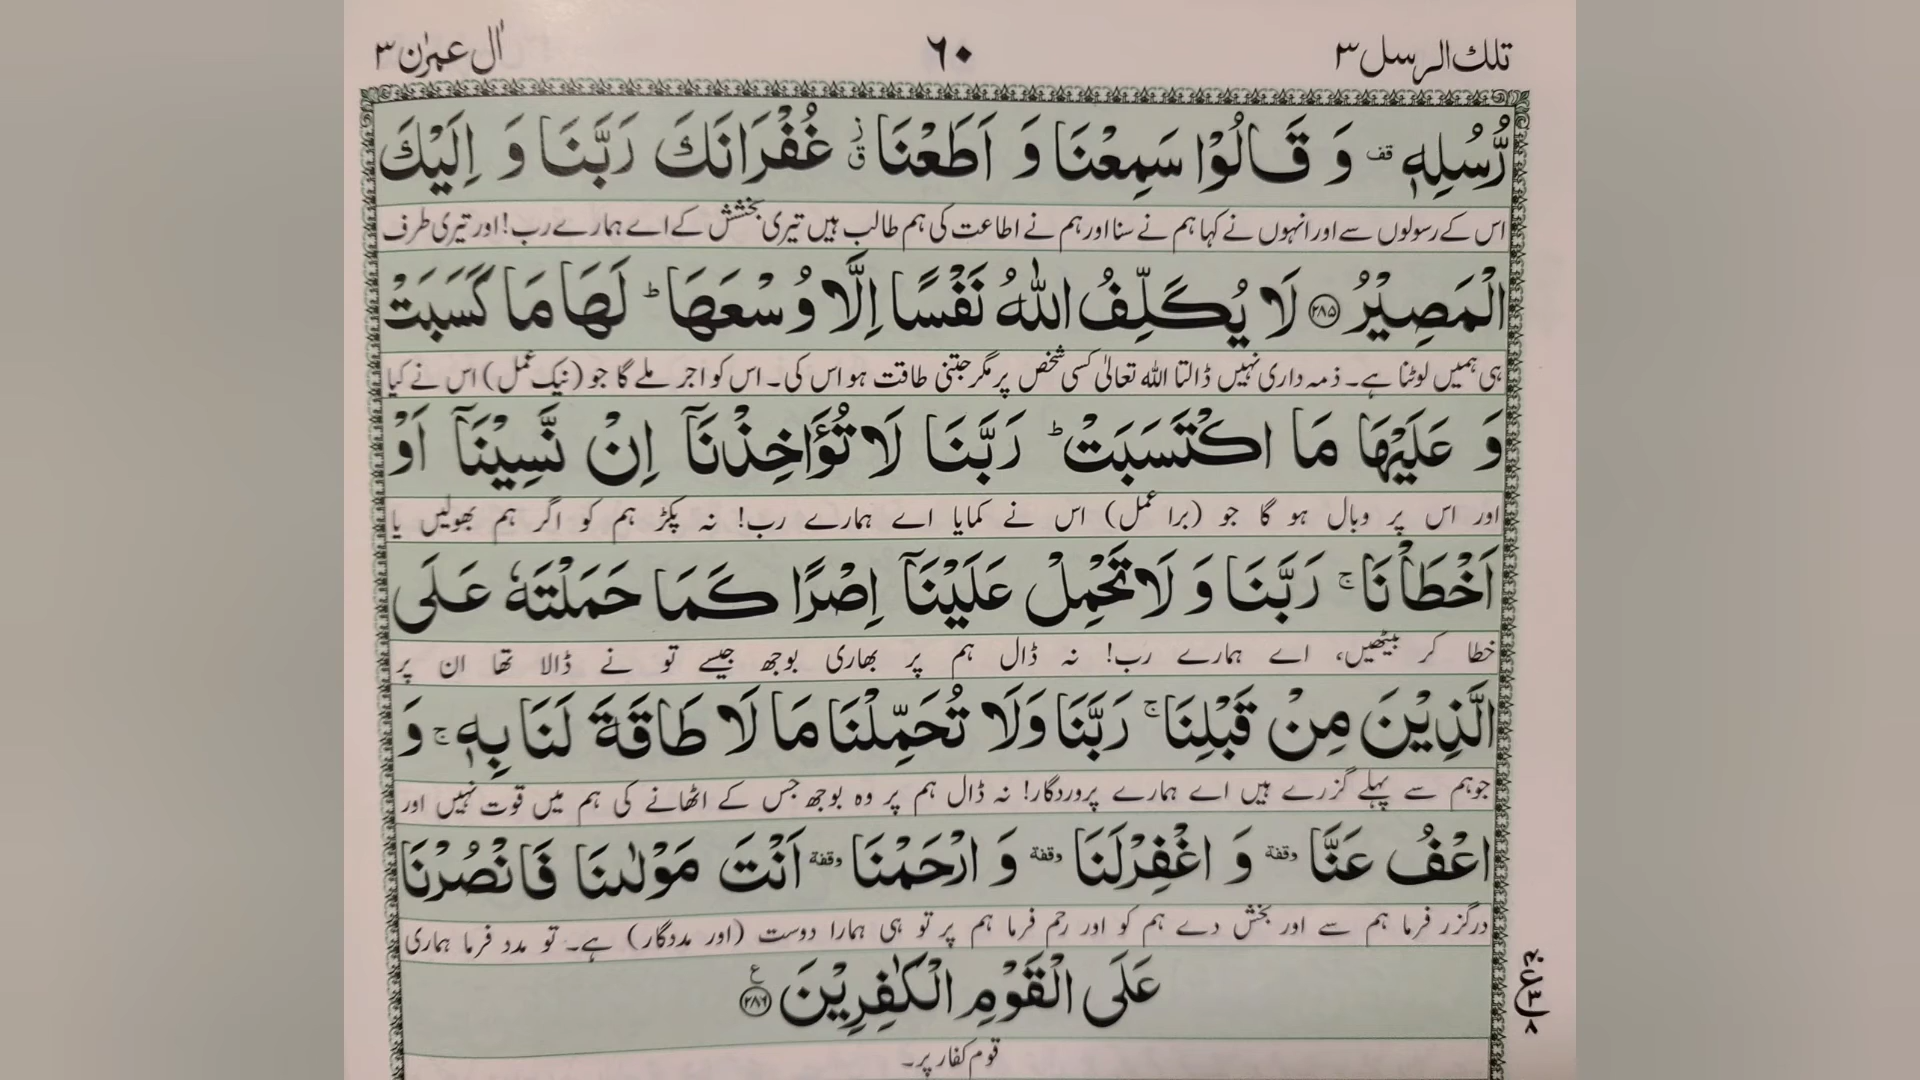 تلك الرسل ٣ ٦٠ اٰل عمرٰن ٣
رُّسُلِهٖ ۟قف وَ قَالُوْا سَمِعْنَا وَ اَطَعْنَا ۗز غُفْرَانَكَ رَبَّنَا وَ اِلَيْكَ
اس کے رسولوں سے اور انہوں نے کہا ہم نے سنا اور ہم نے اطاعت کی ہم طالب ہیں تیری بخشش کے اے ہمارے رب! اور تیری طرف
الْمَصِيْرُ ﴿۲۸۵﴾ لَا يُكَلِّفُ اللّٰهُ نَفْسًا اِلَّا وُسْعَهَا ؕ لَهَا مَا كَسَبَتْ
ہی ہمیں لوٹنا ہے۔ ذمہ داری نہیں ڈالتا اللہ تعالیٰ کسی شخص پر مگر جتنی طاقت ہو اس کی۔ اس کو اجر ملے گا جو (نیک عمل) اس نے کیا
وَ عَلَيْهَا مَا اكْتَسَبَتْ ؕ رَبَّنَا لَا تُؤَاخِذْنَاۤ اِنْ نَّسِيْنَاۤ اَوْ
اور اس پر وبال ہو گا جو (برا عمل) اس نے کمایا اے ہمارے رب! نہ پکڑ ہم کو اگر ہم بھولیں یا
اَخْطَاْنَا ۚ رَبَّنَا وَ لَا تَحْمِلْ عَلَيْنَاۤ اِصْرًا كَمَا حَمَلْتَهٗ عَلَى
خطا کر بیٹھیں، اے ہمارے رب! نہ ڈال ہم پر بھاری بوجھ جیسے تو نے ڈالا تھا ان پر
الَّذِيْنَ مِنْ قَبْلِنَا ۚ رَبَّنَا وَلَا تُحَمِّلْنَا مَا لَا طَاقَةَ لَنَا بِهٖ ۚ وَ
جو ہم سے پہلے گزرے ہیں اے ہمارے پروردگار! نہ ڈال ہم پر وہ بوجھ جس کے اٹھانے کی ہم میں قوت نہیں اور
اعْفُ عَنَّا وقفة وَ اغْفِرْلَنَا وقفة وَ ارْحَمْنَا وقفة اَنْتَ مَوْلٰىنَا فَانْصُرْنَا
درگزر فرما ہم سے اور بخش دے ہم کو اور رحم فرما ہم پر تو ہی ہمارا دوست (اور مددگار) ہے۔ تو مدد فرما ہماری
عَلَى الْقَوْمِ الْكٰفِرِيْنَ ﴿۲۸۶﴾ ع
قوم کفار پر۔